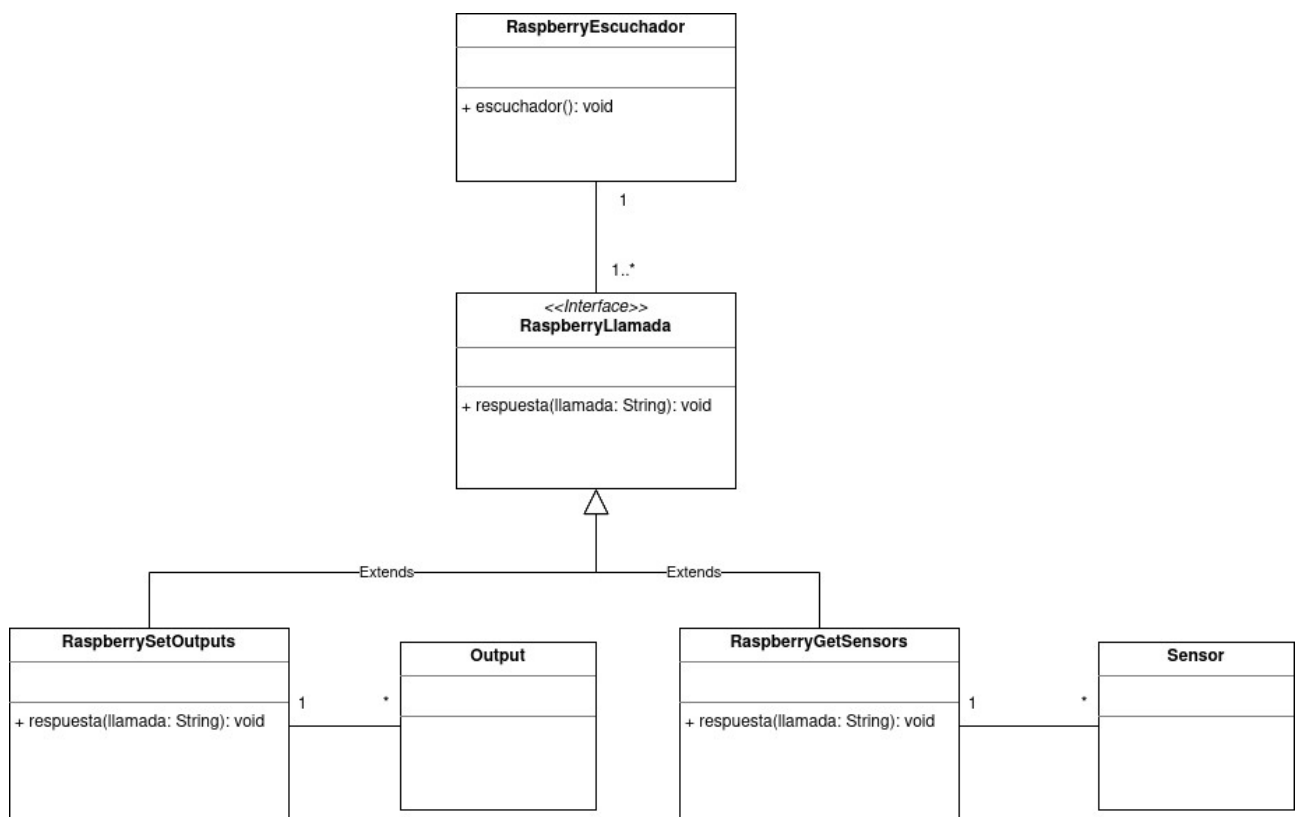 RaspberryEscuchador
+ escuchador(): void
1
1..*
<<Interface>>
RaspberryLlamada
+ respuesta(llamada: String): void
Extends
Extends
RaspberrySetOutputs
+ respuesta(llamada: String): void
1
*
Output
RaspberryGetSensors
+ respuesta(llamada: String): void
1
*
Sensor